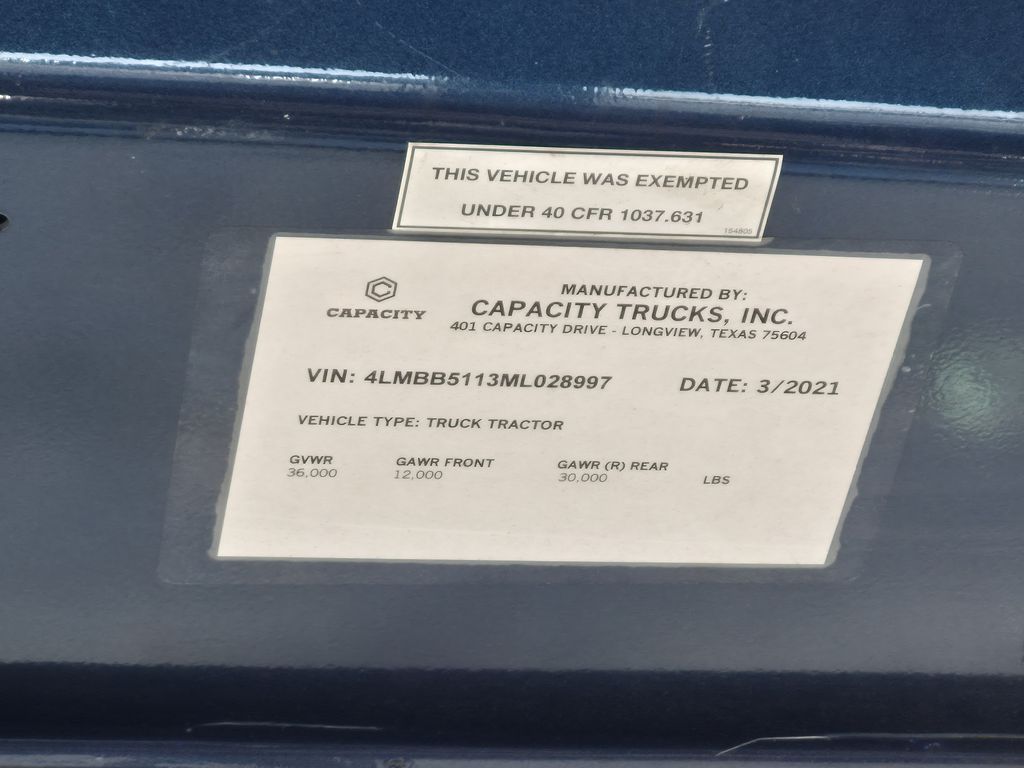 THIS VEHICLE WAS EXEMPTED
UNDER 40 CFR 1037.631
154805
CAPACITY
MANUFACTURED BY:
CAPACITY TRUCKS, INC.
401 CAPACITY DRIVE - LONGVIEW, TEXAS 75604
VIN: 4LMBB5113ML028997 DATE: 3/2021
VEHICLE TYPE: TRUCK TRACTOR
GVWR GAWR FRONT GAWR (R) REAR
36,000 12,000 30,000 LBS